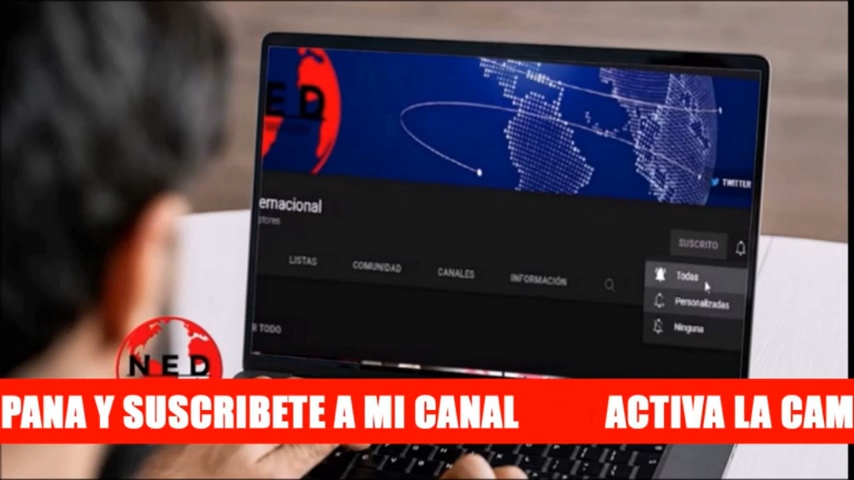 E D
TWITTER
ernacional
SUSCRITO
LISTAS
COMUNIDAD
CANALES
INFORMACIÓN
Todas
Personalizadas
Ninguna
R TODO
NED
PANA Y SUSCRIBETE A MI CANAL ACTIVA LA CAM